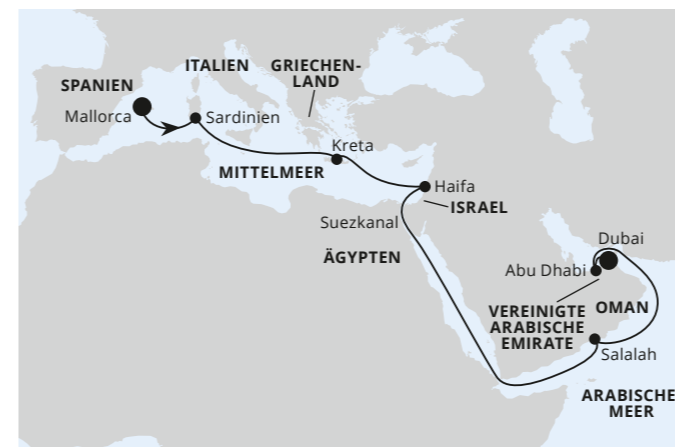 SPANIEN
Mallorca
ITALIEN
Sardinien
GRIECHEN-
LAND
Kreta
MITTELMEER
Haifa
ISRAEL
Suezkanal
ÄGYPTEN
Dubai
Abu Dhabi
VEREINIGTE
ARABISCHE
EMIRATE
OMAN
Salalah
ARABISCHE
MEER